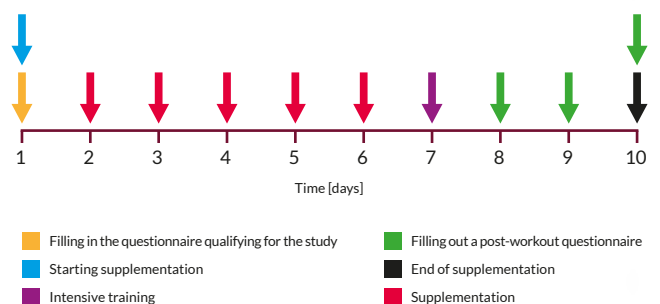 1 2 3 4 5 6 7 8 9 10
Time [days]
Filling in the questionnaire qualifying for the study
Starting supplementation
Intensive training
Filling out a post-workout questionnaire
End of supplementation
Supplementation